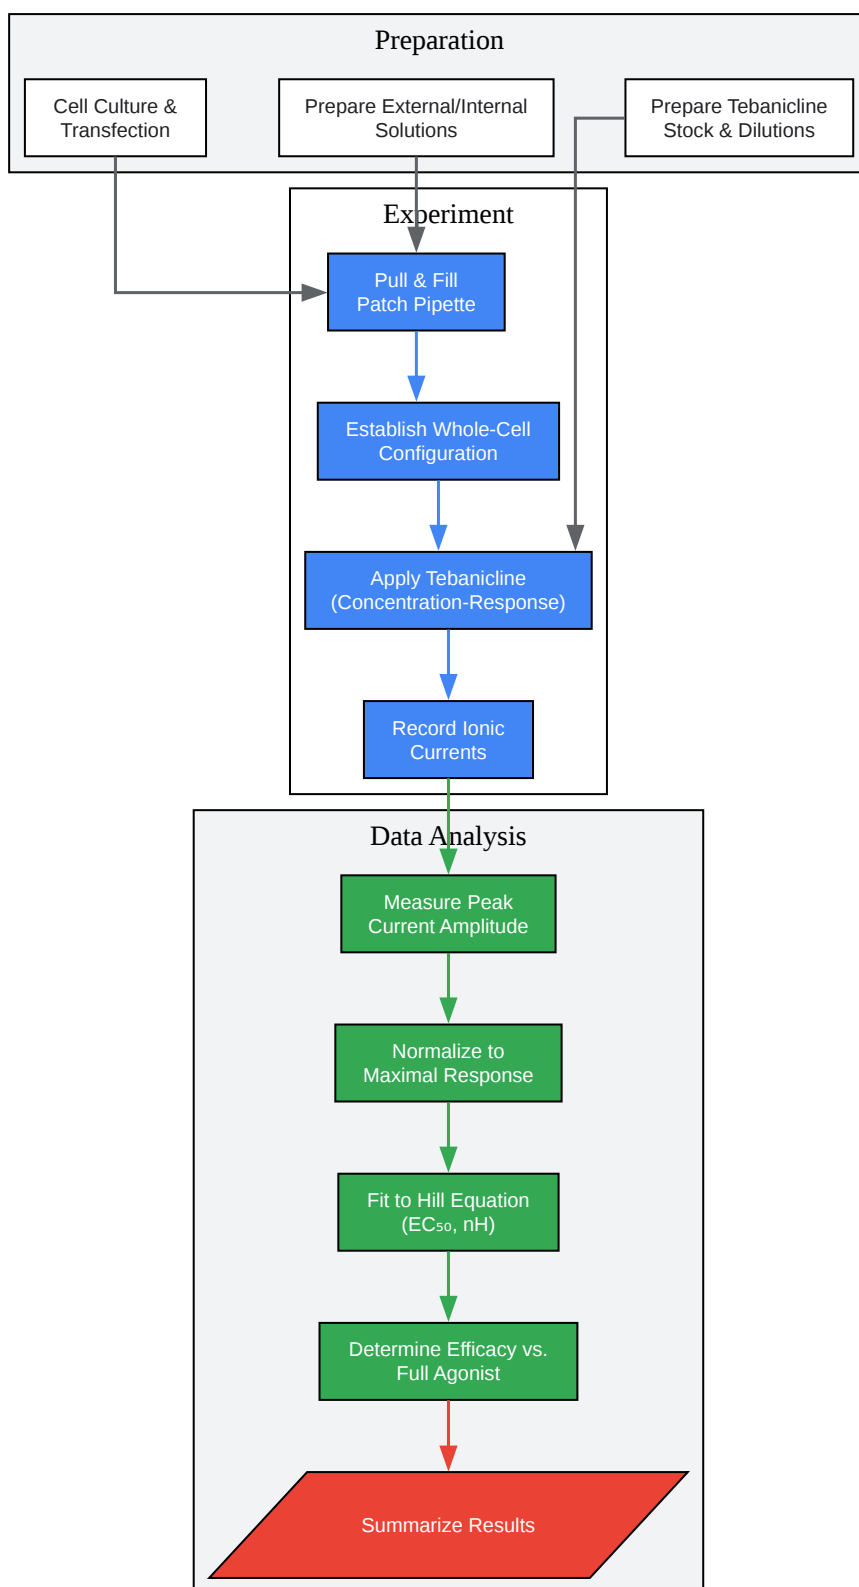 Preparation
Cell Culture &
Transfection
Prepare External/Internal
Solutions
Prepare Tebanicline
Stock & Dilutions
Experiment
Pull & Fill
Patch Pipette
Establish Whole-Cell
Configuration
Apply Tebanicline
(Concentration-Response)
Record Ionic
Currents
Data Analysis
Measure Peak
Current Amplitude
Normalize to
Maximal Response
Fit to Hill Equation
(EC₅₀, nH)
Determine Efficacy vs.
Full Agonist
Summarize Results